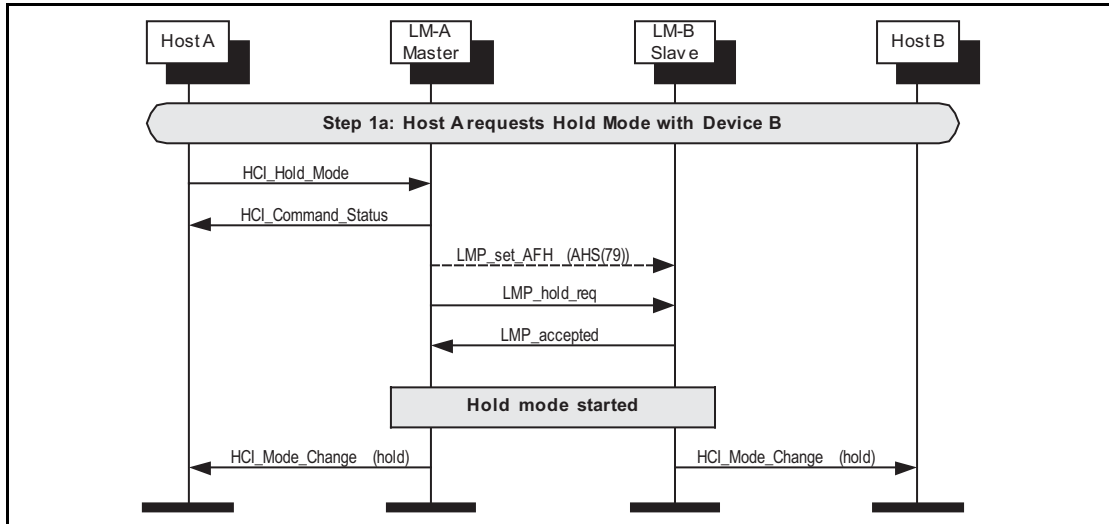 Host A
LM-A
Master
LM-B
Slave
Host B
Step 1a: Host A requests Hold Mode with Device B
HCI_Hold_Mode
HCI_Command_Status
LMP_set_AFH (AHS(79))
LMP_hold_req
LMP_accepted
Hold mode started
HCI_Mode_Change (hold)
HCI_Mode_Change (hold)